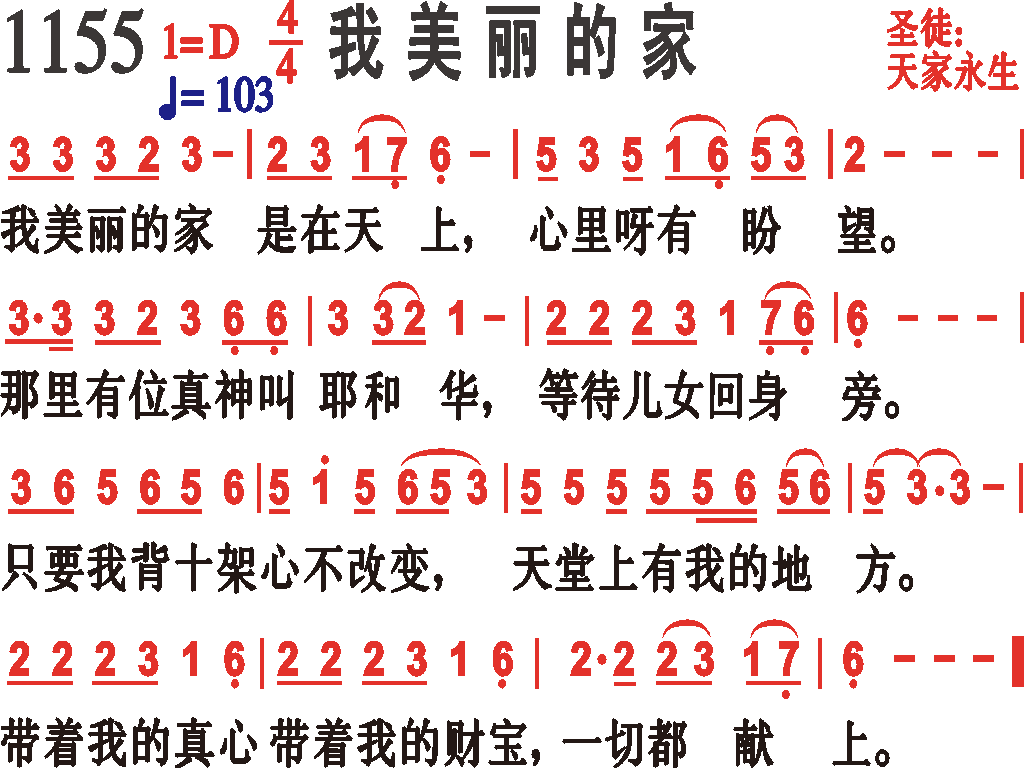 1155 1=D 4/4 我美丽的家 圣徒:
♩= 103 天家永生
3 3 3 2 3 - | 2 3 1 7̣ 6̣ - | 5 3 5 1 6̣ 5 3 | 2 - - - |
我美丽的家 是在天 上， 心里呀有 盼 望。
3·3 3 2 3 6̣ 6̣ | 3 3 2 1 - | 2 2 2 3 1 7̣ 6̣ | 6̣ - - - |
那里有位真神叫 耶和 华， 等待儿女回身 旁。
3 6 5 6 5 6 | 5 1̇ 5 6 5 3 | 5 5 5 5 5 6 5 6 | 5 3·3 - |
只要我背十架心不改变， 天堂上有我的地 方。
2 2 2 3 1 6̣ | 2 2 2 3 1 6̣ | 2·2 2 3 1 7̣ | 6̣ - - -
带着我的真心 带着我的财宝，一切都 献 上。